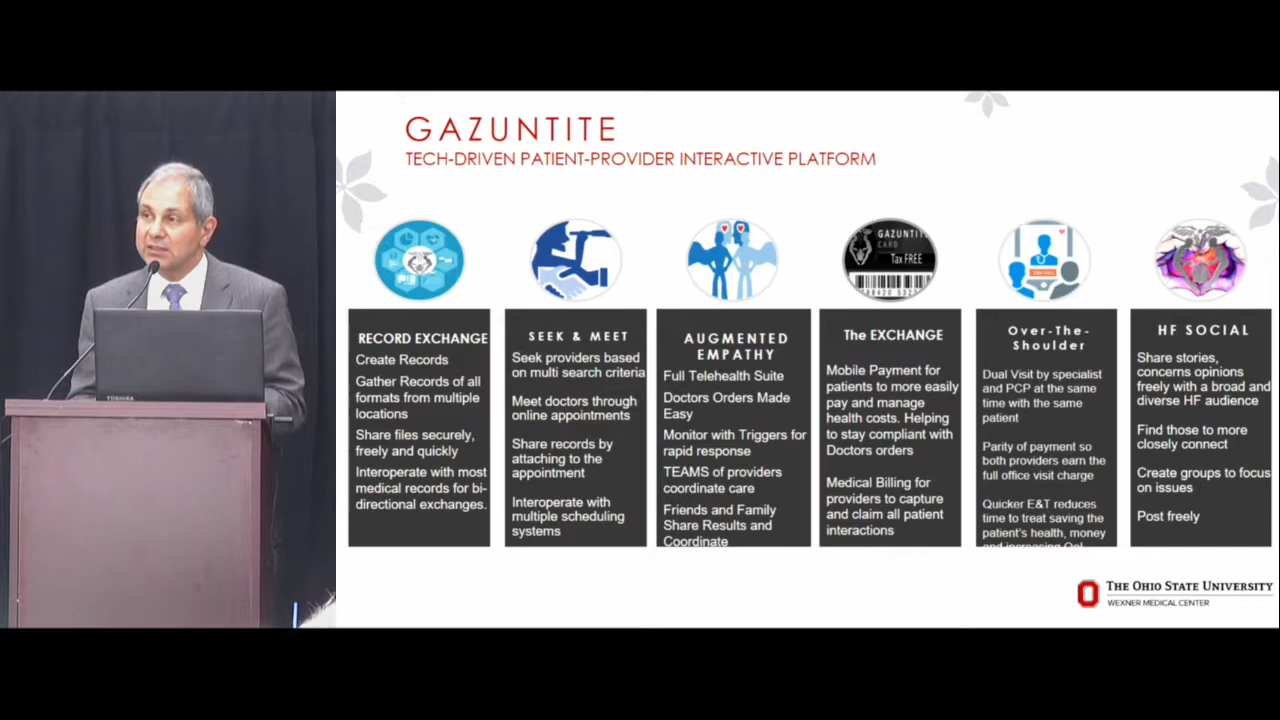 GAZUNTITE
TECH-DRIVEN PATIENT-PROVIDER INTERACTIVE PLATFORM
GAZUNTITE
CARD
Tax FREE
RECORD EXCHANGE
Create Records
Gather Records of all
formats from multiple
locations
Share files securely,
freely and quickly
Interoperate with most
medical records for bi-
directional exchanges.
SEEK & MEET
Seek providers based
on multi search criteria
Meet doctors through
online appointments
Share records by
attaching to the
appointment
Interoperate with
multiple scheduling
systems
AUGMENTED
EMPATHY
Full Telehealth Suite
Doctors Orders Made
Easy
Monitor with Triggers for
rapid response
TEAMS of providers
coordinate care
Friends and Family
Share Results and
Coordinate
The EXCHANGE
Mobile Payment for
patients to more easily
pay and manage
health costs. Helping
to stay compliant with
Doctors orders
Medical Billing for
providers to capture
and claim all patient
interactions
Over-The-
Shoulder
Dual Visit by specialist
and PCP at the same
time with the same
patient
Parity of payment so
both providers earn the
full office visit charge
Quicker E&T reduces
time to treat saving the
patient's health, money
and increasing QoL
HF SOCIAL
Share stories,
concerns opinions
freely with a broad and
diverse HF audience
Find those to more
closely connect
Create groups to focus
on issues
Post freely
TOSHIBA
THE OHIO STATE UNIVERSITY
WEXNER MEDICAL CENTER